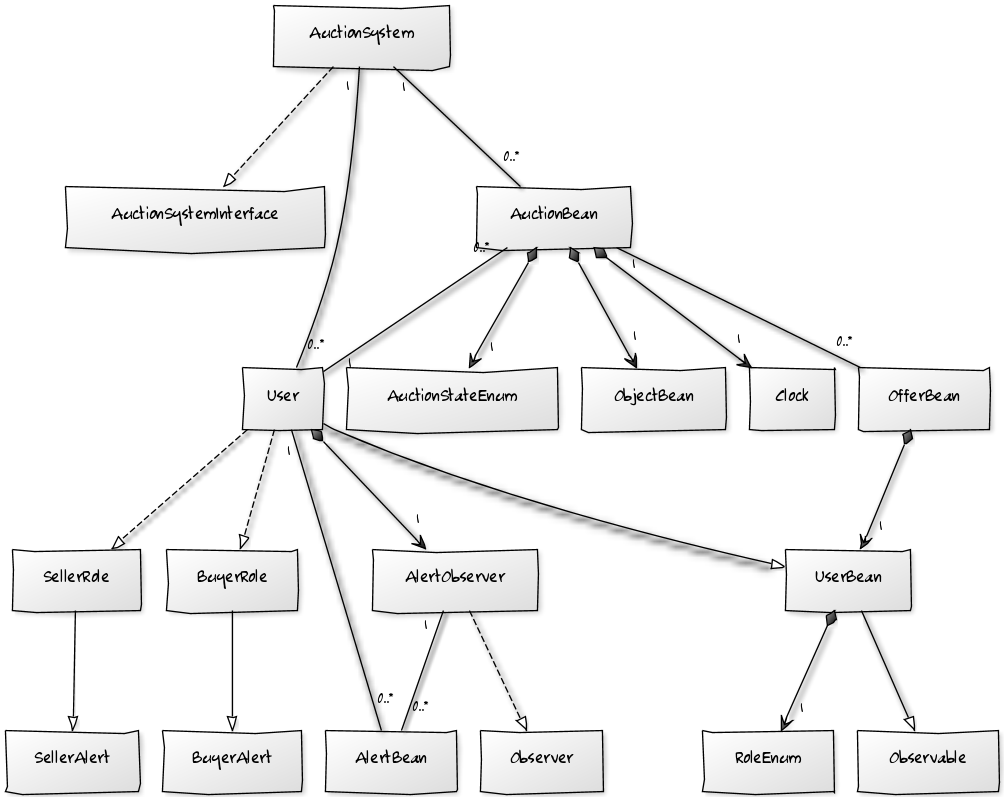 AuctionSystem
1
1
0..*
AuctionSystemInterface
AuctionBean
0..*
1
0..*
1
1
1
1
0..*
User
AuctionStateEnum
ObjectBean
Clock
OfferBean
1
1
1
SellerRole
BuyerRole
AlertObserver
UserBean
1
0..*
0..*
1
SellerAlert
BuyerAlert
AlertBean
Observer
RoleEnum
Observable